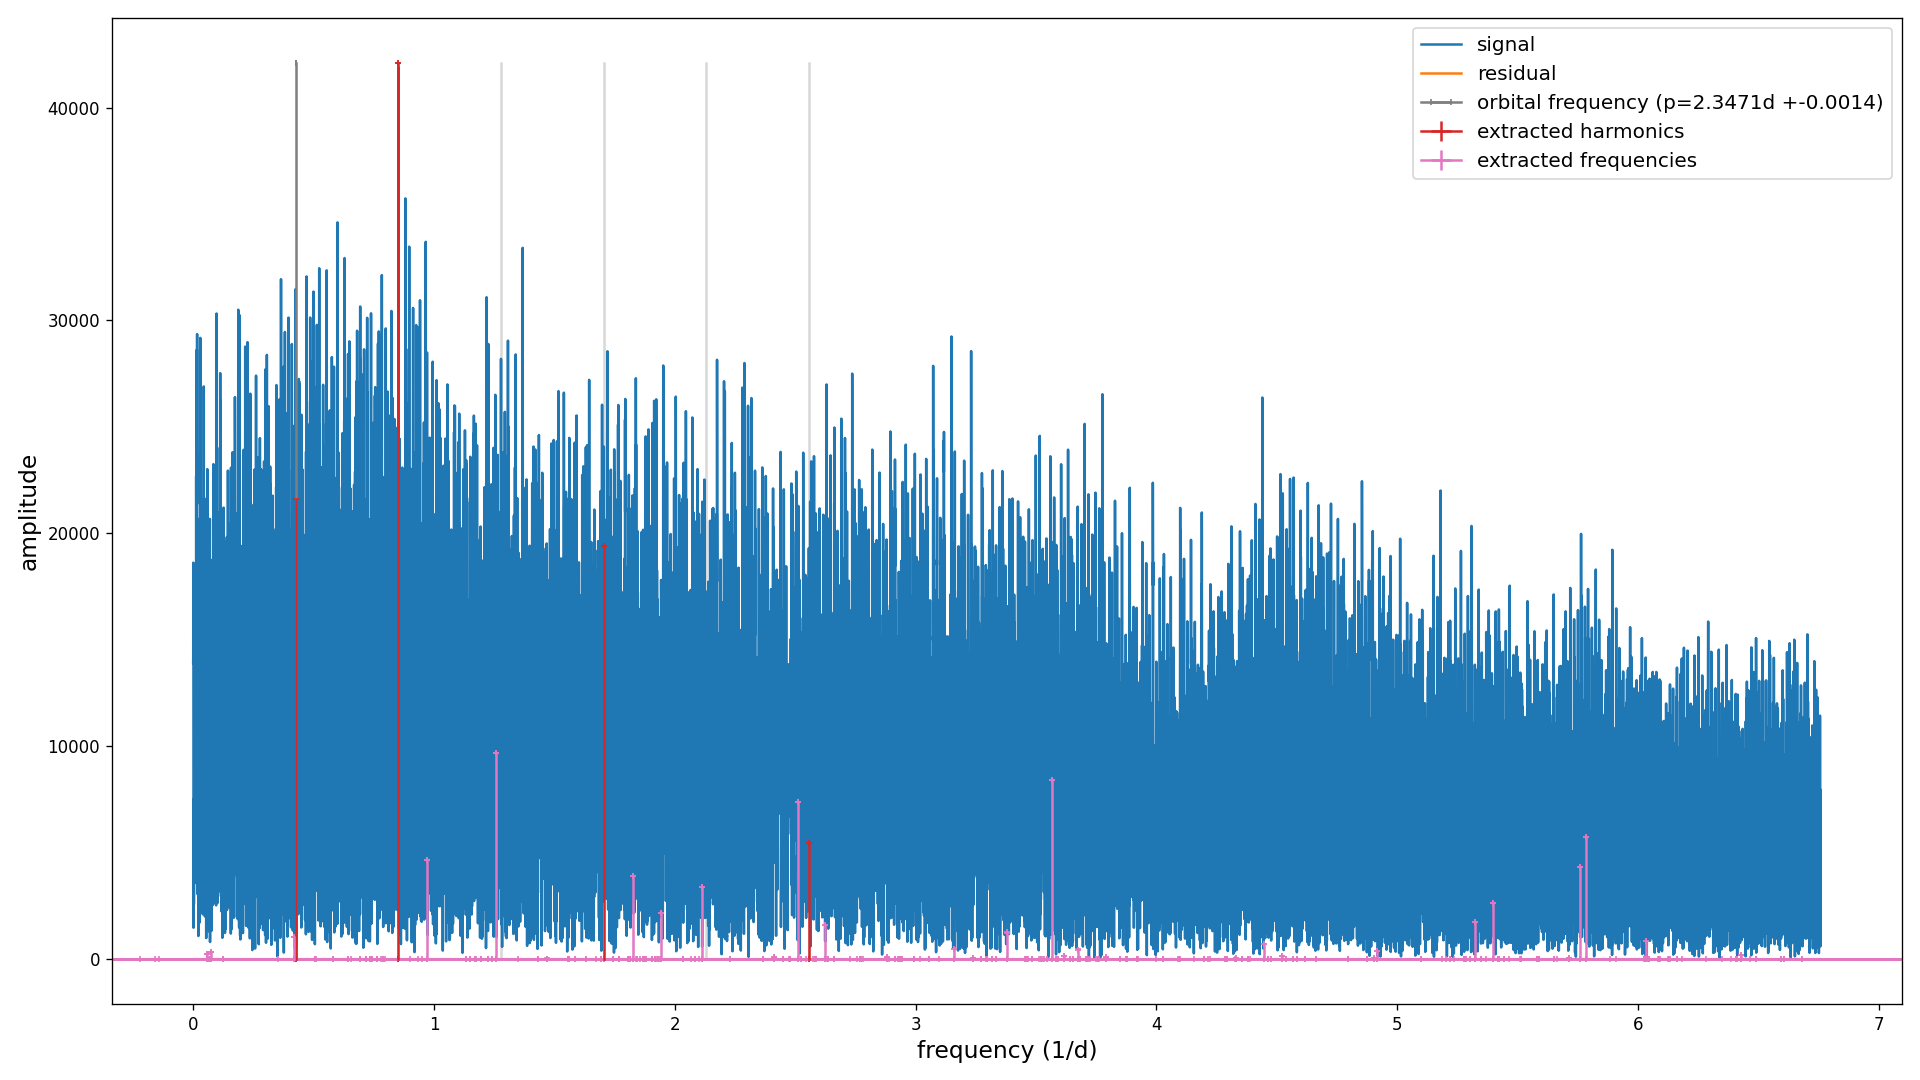 signal
residual
orbital frequency (p=2.3471d +-0.0014)
extracted harmonics
extracted frequencies
amplitude
40000
30000
20000
10000
0
0 1 2 3 4 5 6 7
frequency (1/d)